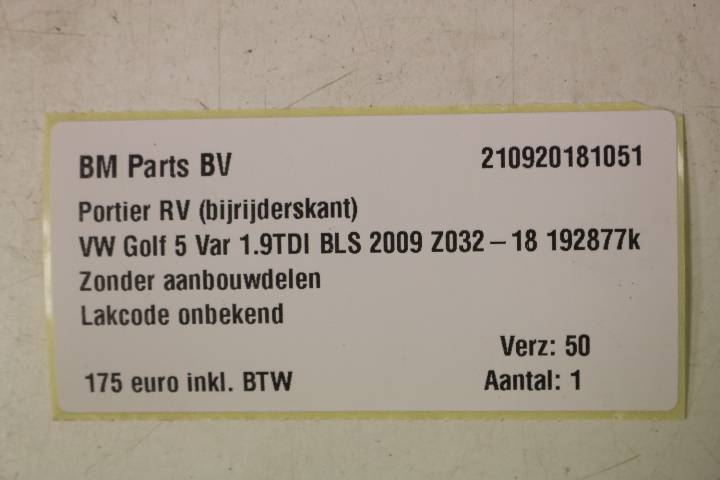 BM Parts BV 210920181051
Portier RV (bijrijderskant)
VW Golf 5 Var 1.9TDI BLS 2009 Z032 – 18 192877k
Zonder aanbouwdelen
Lakcode onbekend
Verz: 50
175 euro inkl. BTW Aantal: 1